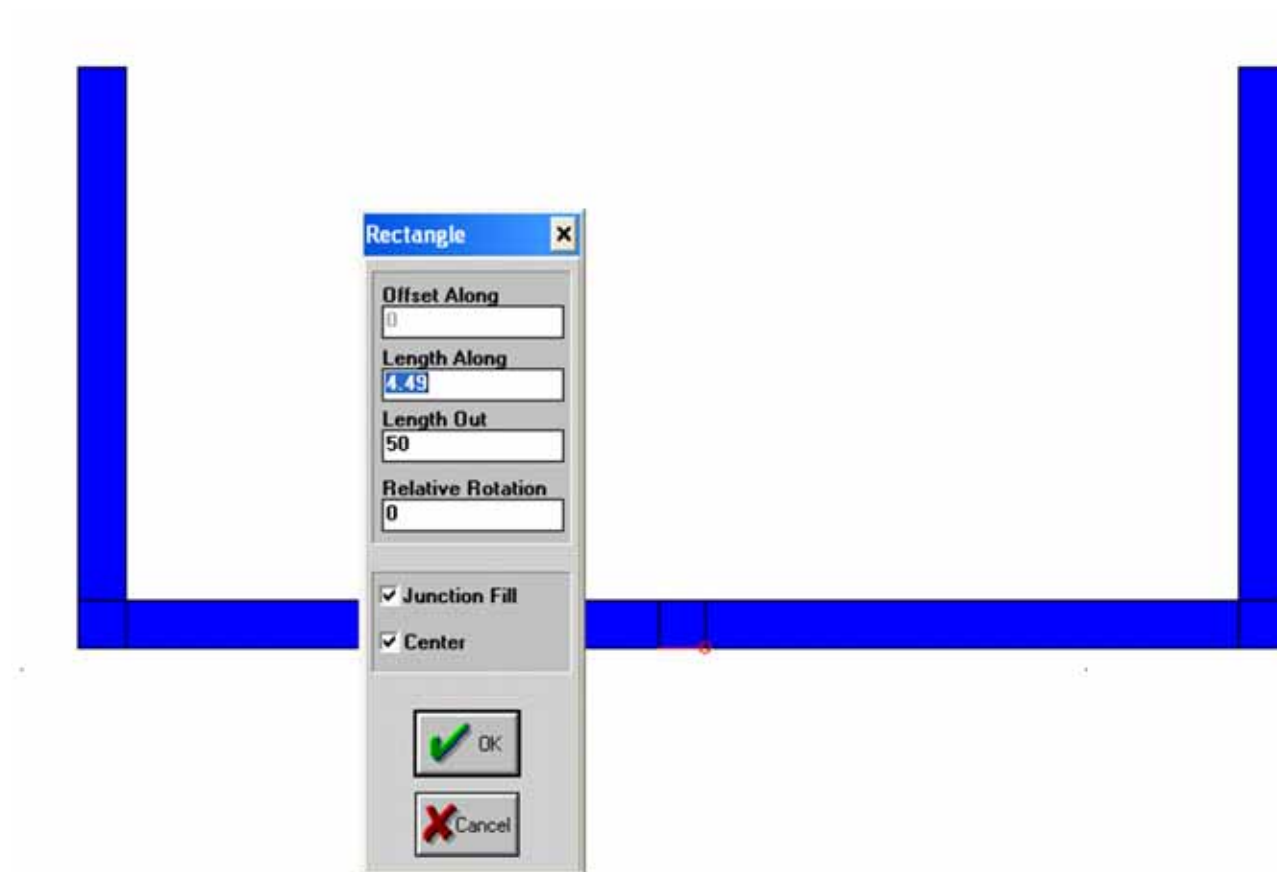 Rectangle
Offset Along
0
Length Along
4.49
Length Out
50
Relative Rotation
0
Junction Fill
Center
OK
Cancel